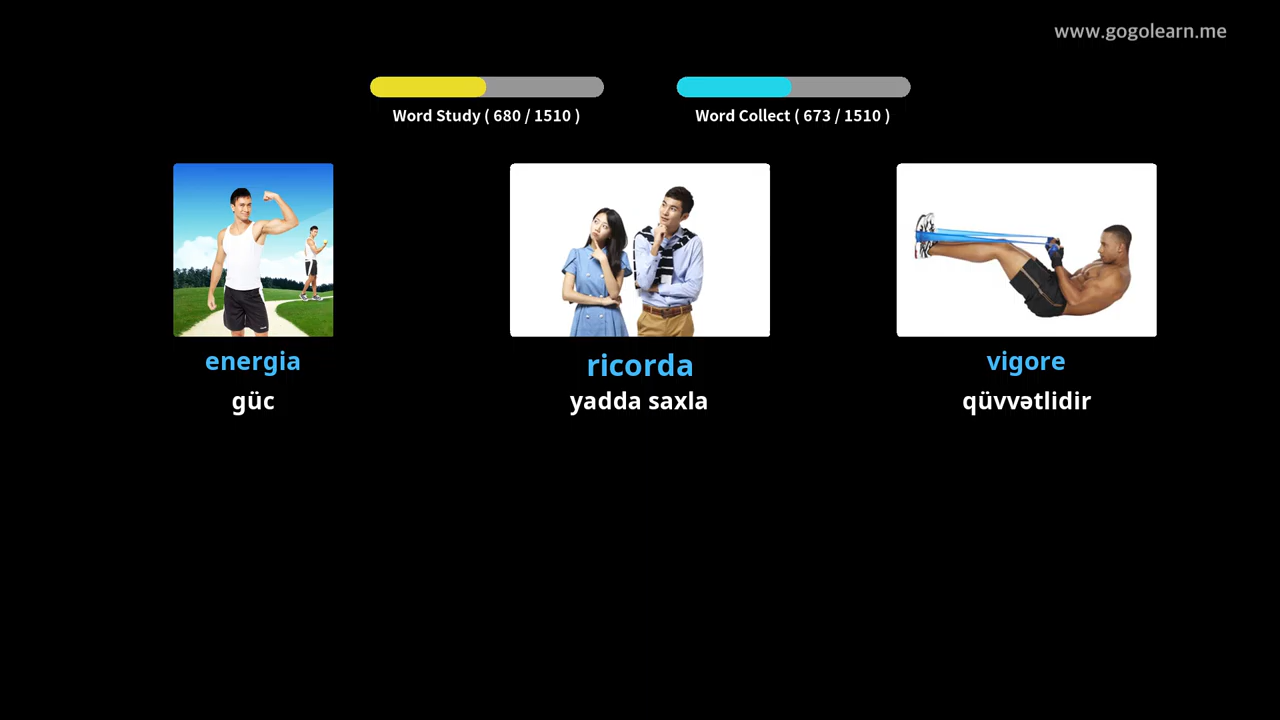 www.gogolearn.me
Word Study ( 680 / 1510 )
Word Collect ( 673 / 1510 )
energia
ricorda
vigore
güc
yadda saxla
qüvvətlidir